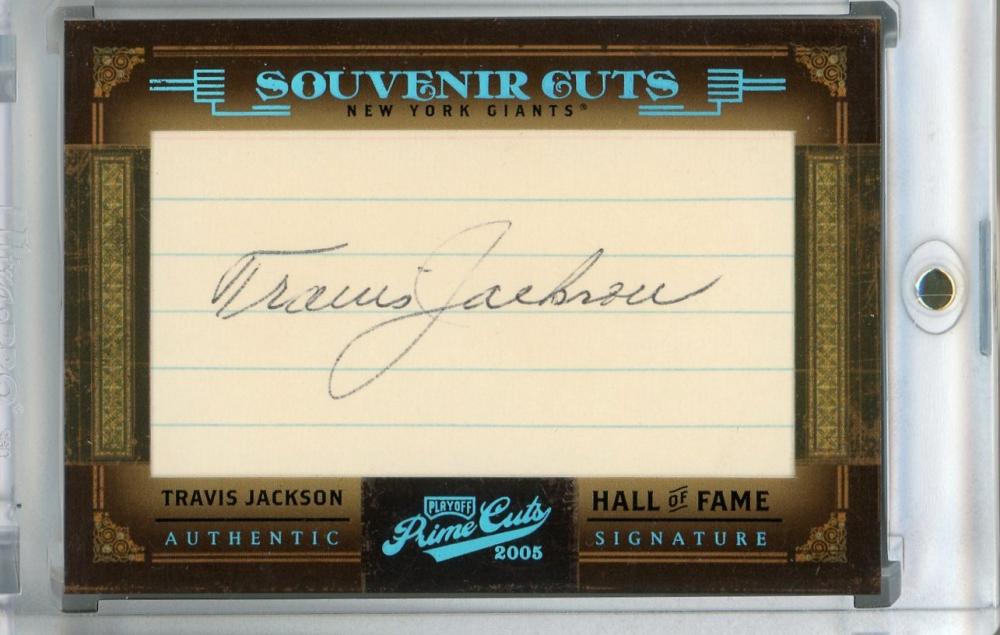 SOUVENIR CUTS
NEW YORK GIANTS®
Travis Jackson
TRAVIS JACKSON
AUTHENTIC
PLAYOFF
Prime Cuts
2005
HALL OF FAME
SIGNATURE